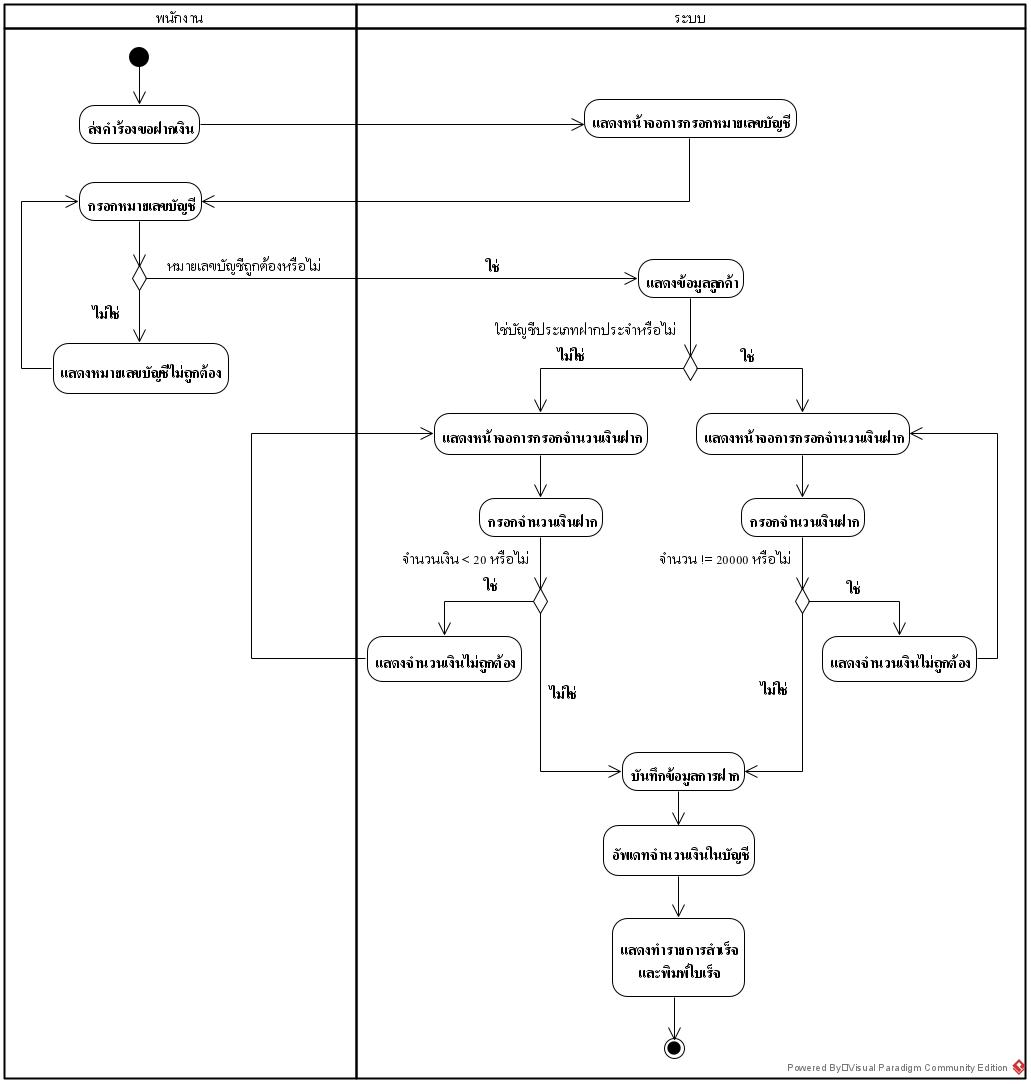 พนักงาน
ระบบ
ส่งคำร้องขอฝากเงิน
แสดงหน้าจอการกรอกหมายเลขบัญชี
กรอกหมายเลขบัญชี
หมายเลขบัญชีถูกต้องหรือไม่
ใช่
แสดงข้อมูลลูกค้า
ไม่ใช่
แสดงหมายเลขบัญชีไม่ถูกต้อง
ใช่บัญชีประเภทฝากประจำหรือไม่
ไม่ใช่
ใช่
แสดงหน้าจอการกรอกจำนวนเงินฝาก
แสดงหน้าจอการกรอกจำนวนเงินฝาก
กรอกจำนวนเงินฝาก
กรอกจำนวนเงินฝาก
จำนวนเงิน < 20 หรือไม่
จำนวน != 20000 หรือไม่
ใช่
ใช่
แสดงจำนวนเงินไม่ถูกต้อง
แสดงจำนวนเงินไม่ถูกต้อง
ไม่ใช่
ไม่ใช่
บันทึกข้อมูลการฝาก
อัพเดทจำนวนเงินในบัญชี
แสดงทำรายการสำเร็จ
และพิมพ์ใบเร็จ
Powered By□Visual Paradigm Community Edition